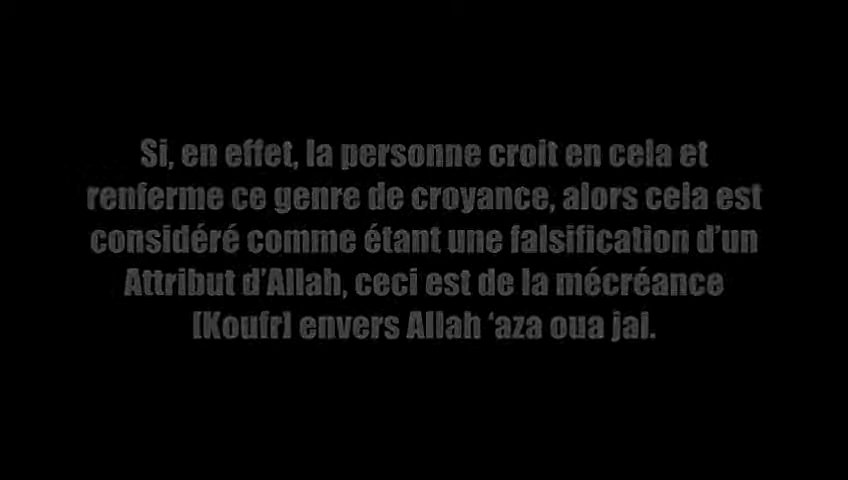 Si, en effet, la personne croit en cela et
renferme ce genre de croyance, alors cela est
considéré comme étant une falsification d'un
Attribut d'Allah, ceci est de la mécréance
[Koufr] envers Allah ‘aza oua jal.